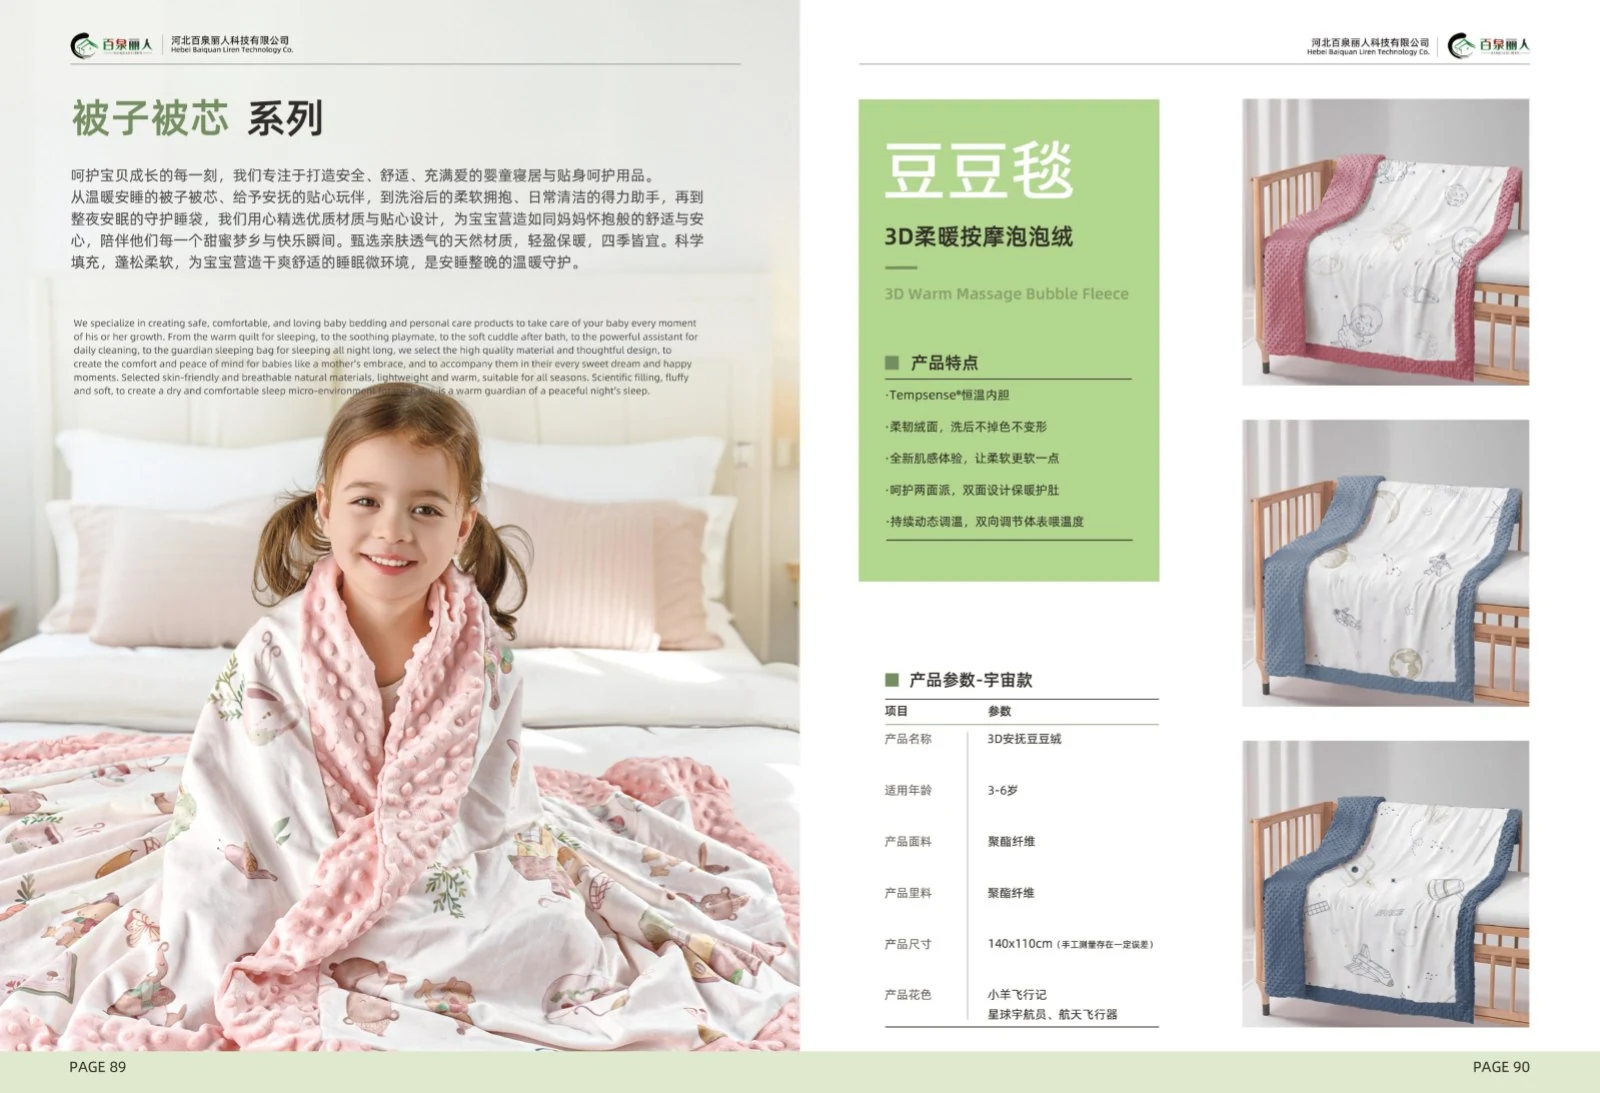 百泉丽人
河北百泉丽人科技有限公司
Hebei Baiquan Liren Technology Co.
被子被芯 系列
呵护宝贝成长的每一刻，我们专注于打造安全、舒适、充满爱的婴童寝居与贴身呵护用品。
从温暖安睡的被子被芯、给予安抚的贴心玩伴，到洗浴后的柔软拥抱、日常清洁的得力助手，再到
整夜安眠的守护睡袋，我们用心精选优质材质与贴心设计，为宝宝营造如同妈妈怀抱般的舒适与安
心，陪伴他们每一个甜蜜梦乡与快乐瞬间。甄选亲肤透气的天然材质，轻盈保暖，四季皆宜。科学
填充，蓬松柔软，为宝宝营造干爽舒适的睡眠微环境，是安睡整晚的温暖守护。
We specialize in creating safe, comfortable, and loving baby bedding and personal care products to take care of your baby every moment
of his or her growth. From the warm quilt for sleeping, to the soothing playmate, to the soft cuddle after bath, to the powerful assistant for
daily cleaning, to the guardian sleeping bag for sleeping all night long, we select the high quality material and thoughtful design, to
create the comfort and peace of mind for babies like a mother's embrace, and to accompany them in their every sweet dream and happy
moments. Selected skin-friendly and breathable natural materials, lightweight and warm, suitable for all seasons. Scientific filling, fluffy
and soft, to create a dry and comfortable sleep micro-environment is a warm guardian of a peaceful night's sleep.
PAGE 89
河北百泉丽人科技有限公司
Hebei Baiquan Liren Technology Co.
百泉丽人
豆豆毯
3D柔暖按摩泡泡绒
3D Warm Massage Bubble Fleece
产品特点
·Tempsense®恒温内胆
·柔韧绒面，洗后不掉色不变形
·全新肌感体验，让柔软更软一点
·呵护两面派，双面设计保暖护肚
·持续动态调温，双向调节体表喂温度
产品参数-宇宙款
项目 参数
产品名称 3D安抚豆豆绒
适用年龄 3-6岁
产品面料 聚酯纤维
产品里料 聚酯纤维
产品尺寸 140x110cm（手工测量存在一定误差）
产品花色 小羊飞行记
星球宇航员、航天飞行器
PAGE 90